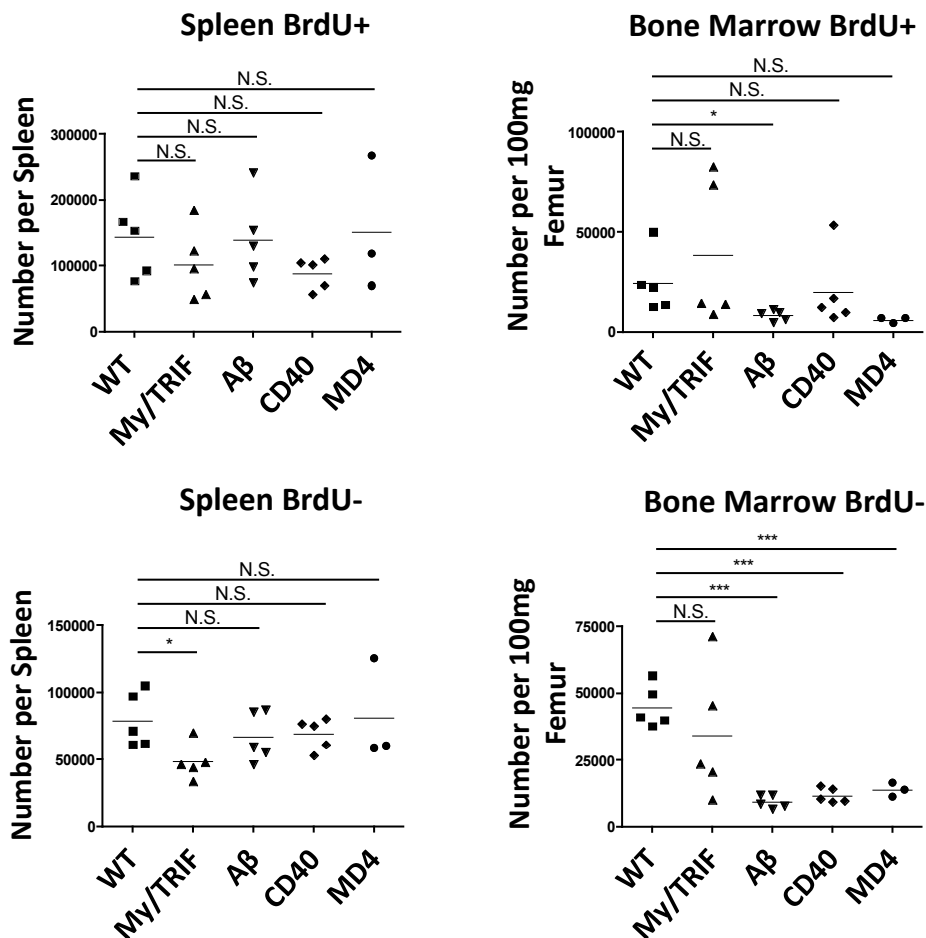 Spleen BrdU+
N.S.
N.S.
N.S.
N.S.
Number per Spleen
300000
200000
100000
0
WT
My/TRIF
Aβ
CD40
MD4
Bone Marrow BrdU+
N.S.
N.S.
*
N.S.
Number per 100mg
Femur
100000
50000
0
WT
My/TRIF
Aβ
CD40
MD4
Spleen BrdU-
N.S.
N.S.
N.S.
*
Number per Spleen
150000
100000
50000
0
WT
My/TRIF
Aβ
CD40
MD4
Bone Marrow BrdU-
***
***
***
N.S.
Number per 100mg
Femur
75000
50000
25000
0
WT
My/TRIF
Aβ
CD40
MD4